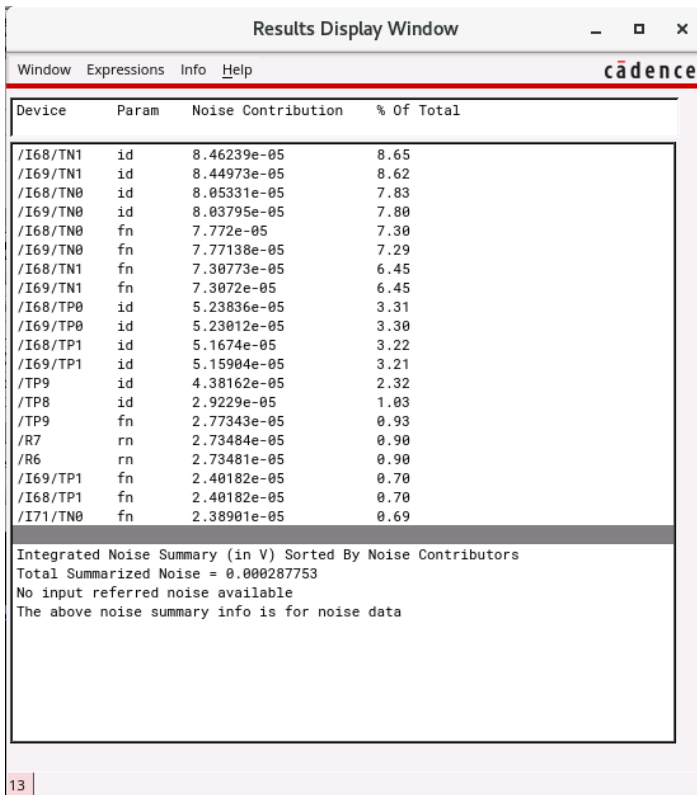 Results Display Window
Window Expressions Info Help
cādence
Device Param Noise Contribution % Of Total
/I68/TN1 id 8.46239e-05 8.65
/I69/TN1 id 8.44973e-05 8.62
/I68/TN0 id 8.05331e-05 7.83
/I69/TN0 id 8.03795e-05 7.80
/I68/TN0 fn 7.772e-05 7.30
/I69/TN0 fn 7.77138e-05 7.29
/I68/TN1 fn 7.30773e-05 6.45
/I69/TN1 fn 7.3072e-05 6.45
/I68/TP0 id 5.23836e-05 3.31
/I69/TP0 id 5.23012e-05 3.30
/I68/TP1 id 5.1674e-05 3.22
/I69/TP1 id 5.15904e-05 3.21
/TP9 id 4.38162e-05 2.32
/TP8 id 2.9229e-05 1.03
/TP9 fn 2.77343e-05 0.93
/R7 rn 2.73484e-05 0.90
/R6 rn 2.73481e-05 0.90
/I69/TP1 fn 2.40182e-05 0.70
/I68/TP1 fn 2.40182e-05 0.70
/I71/TN0 fn 2.38901e-05 0.69
Integrated Noise Summary (in V) Sorted By Noise Contributors
Total Summarized Noise = 0.000287753
No input referred noise available
The above noise summary info is for noise data
13